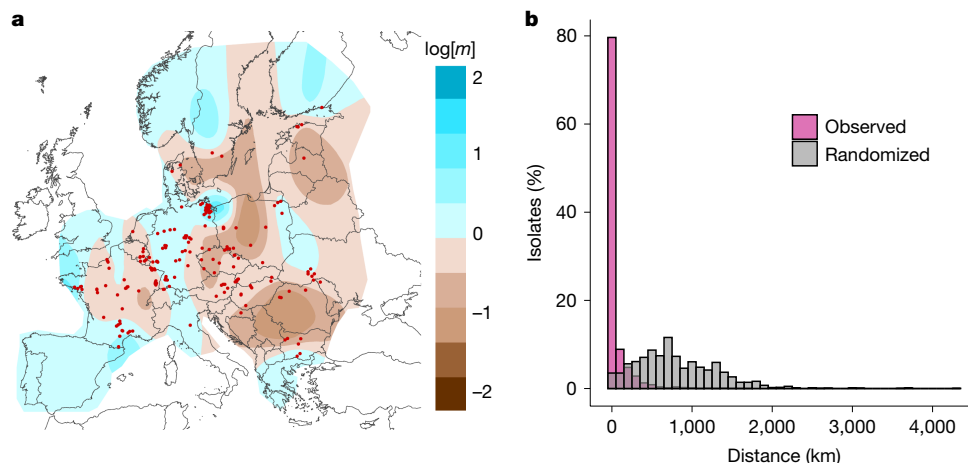 a
log[m]
2
1
0
−1
−2
b
Isolates (%)
80
60
40
20
0
Observed
Randomized
0 1,000 2,000 3,000 4,000
Distance (km)